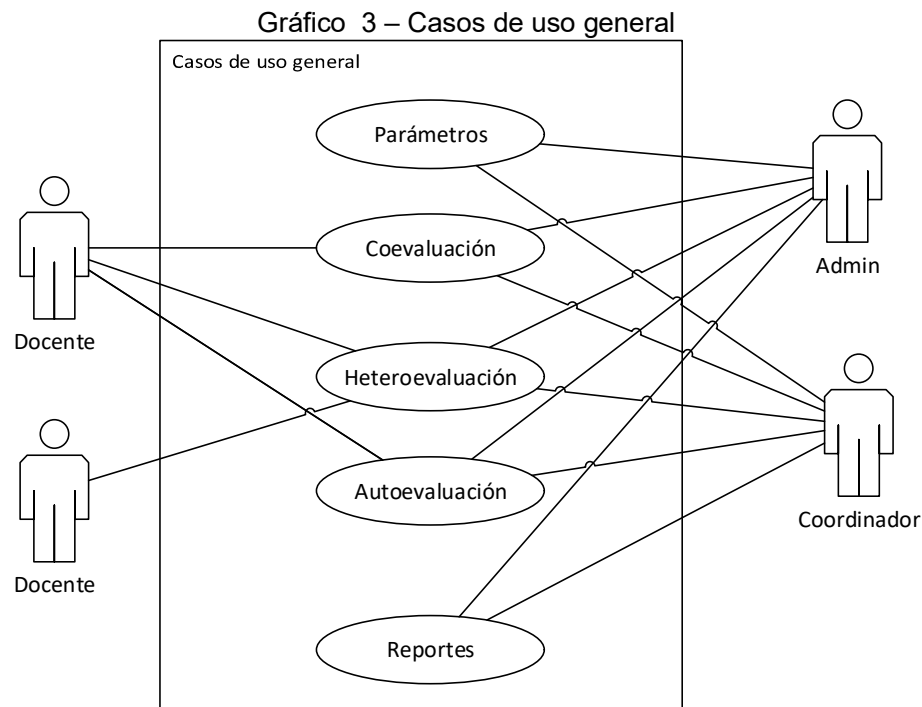 Gráfico 3 – Casos de uso general
Casos de uso general
Parámetros
Coevaluación
Admin
Docente
Heteroevaluación
Autoevaluación
Coordinador
Docente
Reportes